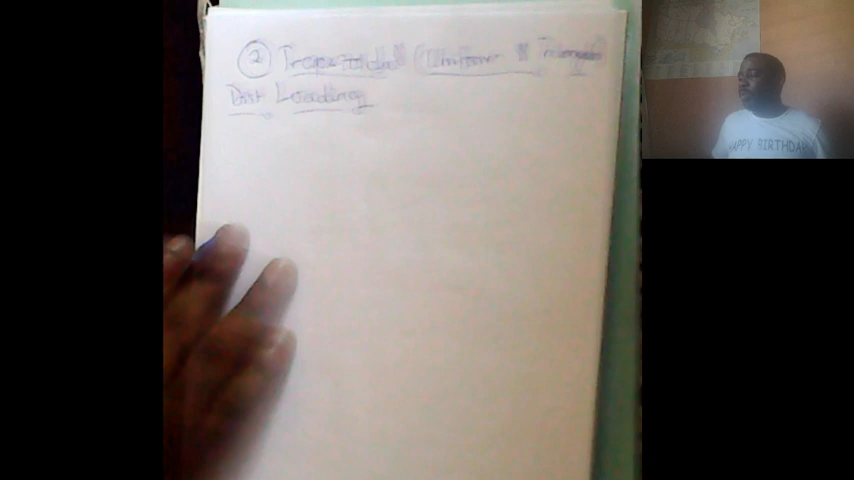 ② Trapezoidal (Uniform & Triangular
Dist Loading
HAPPY BIRTHDAY